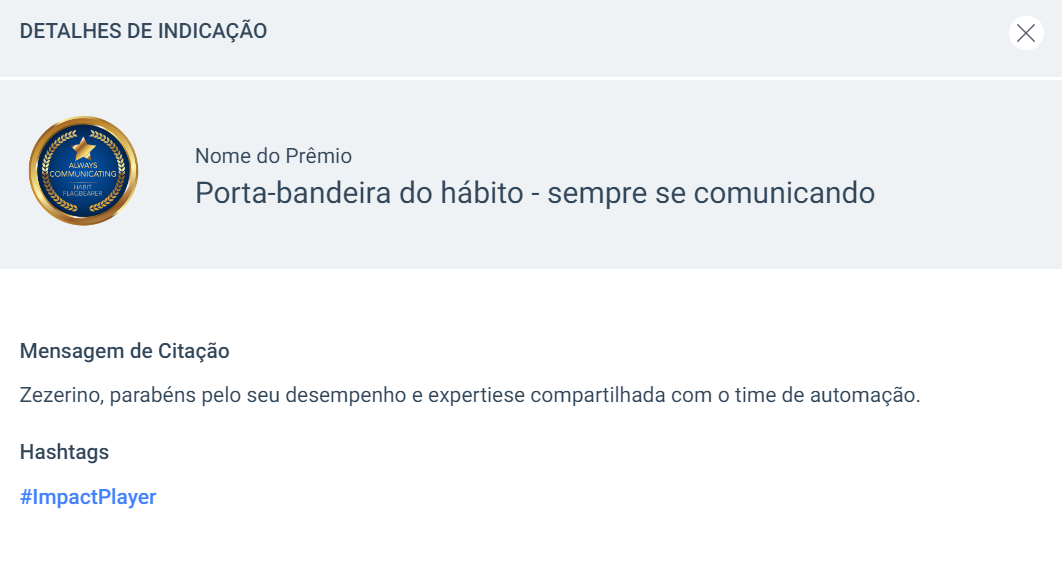 DETALHES DE INDICAÇÃO
ALWAYS
COMMUNICATING
HABIT
FLAGBEARER
Nome do Prêmio
Porta-bandeira do hábito - sempre se comunicando
Mensagem de Citação
Zezerino, parabéns pelo seu desempenho e expertiese compartilhada com o time de automação.
Hashtags
#ImpactPlayer